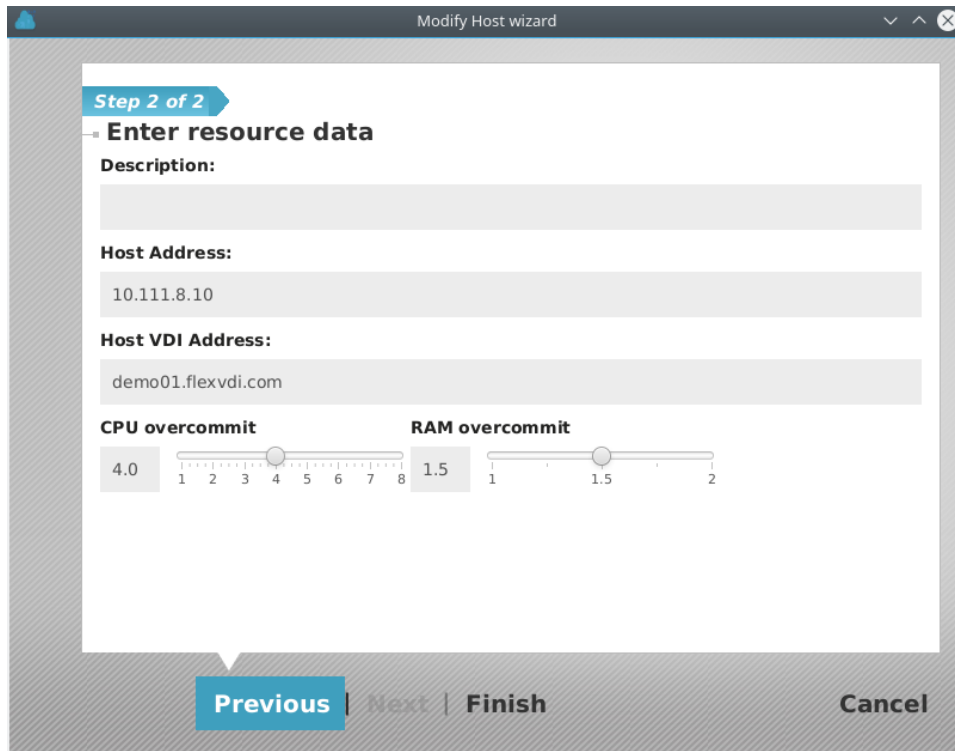 Modify Host wizard
Step 2 of 2
Enter resource data
Description:
Host Address:
10.111.8.10
Host VDI Address:
demo01.flexvdi.com
CPU overcommit RAM overcommit
4.0 1 2 3 4 5 6 7 8 1.5 1 1.5 2
Previous | Next | Finish Cancel